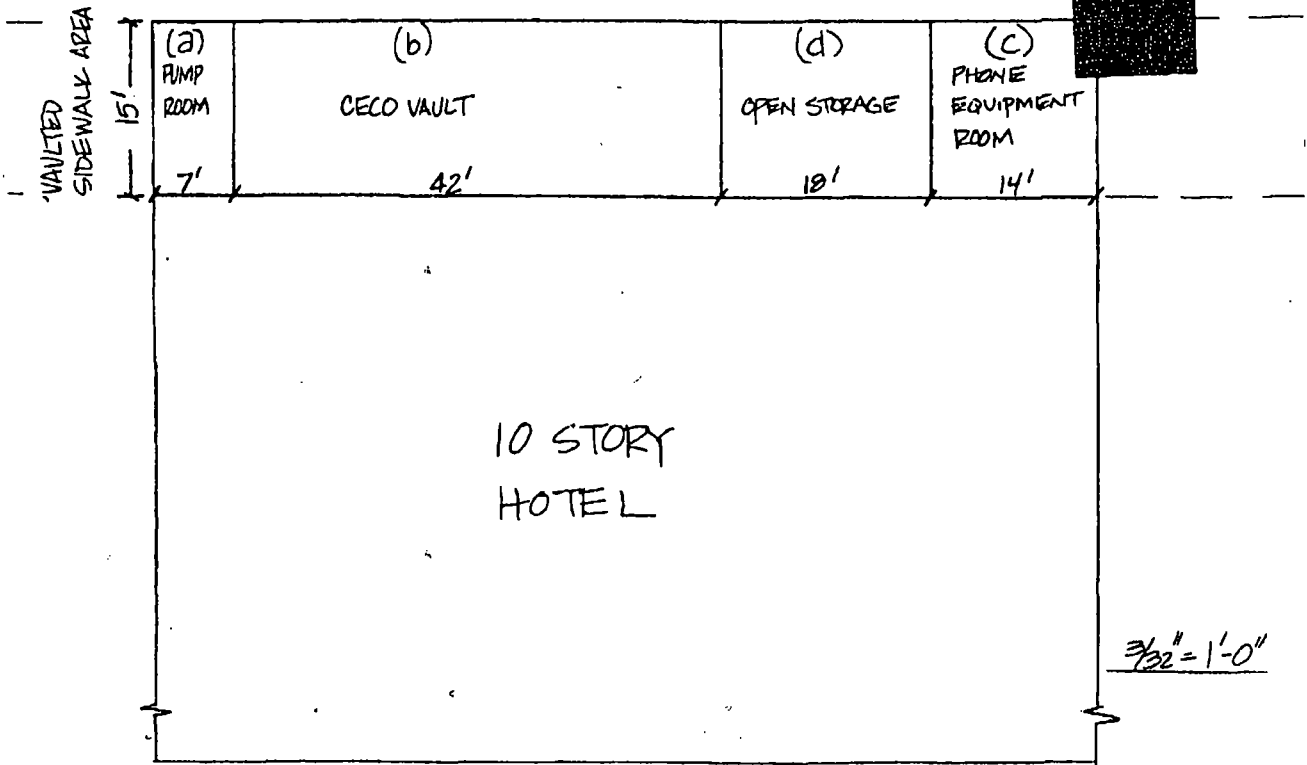 VAULTED
SIDEWALK AREA
15'
(a)
PUMP
ROOM
7'
(b)
CECO VAULT
42'
(d)
OPEN STORAGE
18'
(c)
PHONE
EQUIPMENT
ROOM
14'
10 STORY
HOTEL
3/32" = 1'-0"